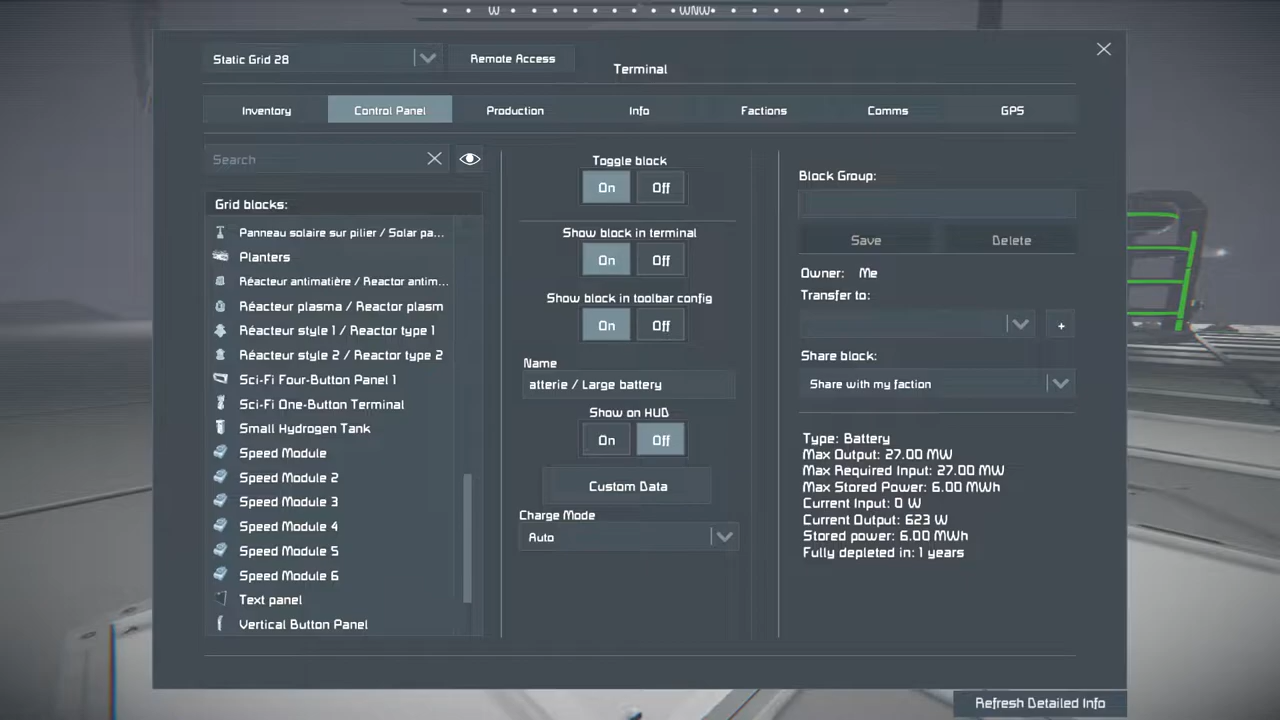 W
WNW
Static Grid 28
Remote Access
Terminal
Inventory
Control Panel
Production
Info
Factions
Comms
GPS
Search
Grid blocks:
Panneau solaire sur pilier / Solar pa...
Planters
Réacteur antimatière / Reactor antim...
Réacteur plasma / Reactor plasm
Réacteur style 1 / Reactor type 1
Réacteur style 2 / Reactor type 2
Sci-Fi Four-Button Panel 1
Sci-Fi One-Button Terminal
Small Hydrogen Tank
Speed Module
Speed Module 2
Speed Module 3
Speed Module 4
Speed Module 5
Speed Module 6
Text panel
Vertical Button Panel
Toggle block
On Off
Show block in terminal
On Off
Show block in toolbar config
On Off
Name
atterie / Large battery
Show on HUD
On Off
Custom Data
Charge Mode
Auto
Block Group:
Save
Delete
Owner: Me
Transfer to:
+
Share block:
Share with my faction
Type: Battery
Max Output: 27.00 MW
Max Required Input: 27.00 MW
Max Stored Power: 6.00 MWh
Current Input: 0 W
Current Output: 623 W
Stored power: 6.00 MWh
Fully depleted in: 1 years
Refresh Detailed Info